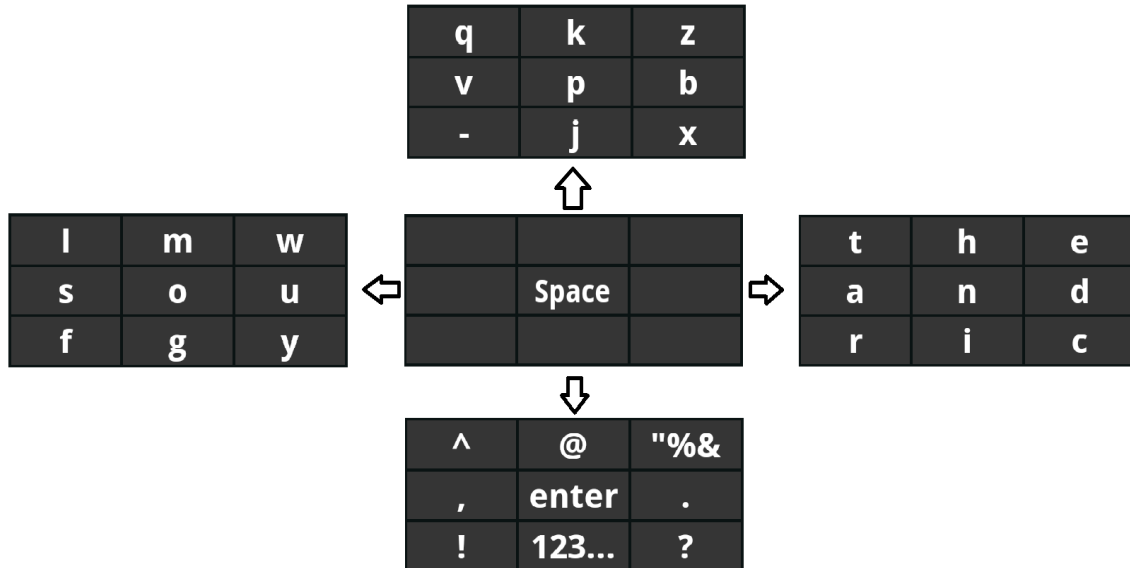 q k z
v p b
- j x
l m w
s o u
f g y
Space
t h e
a n d
r i c
^ @ "%&
, enter .
! 123... ?